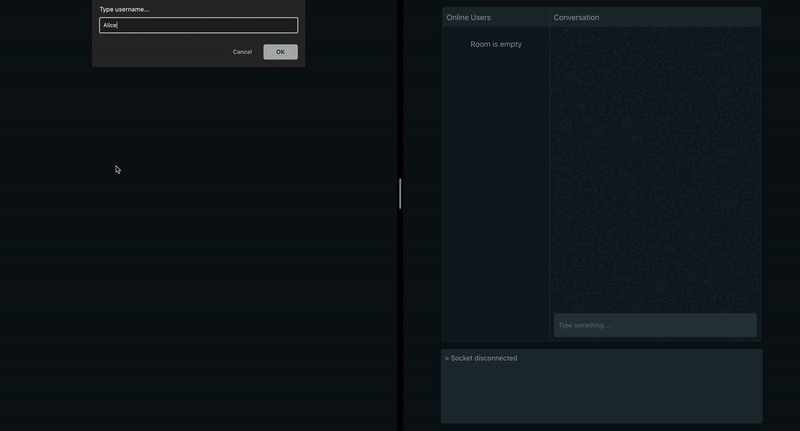 Type username...
Alice
Cancel
OK
Online Users
Conversation
Room is empty
Type something...
> Socket disconnected